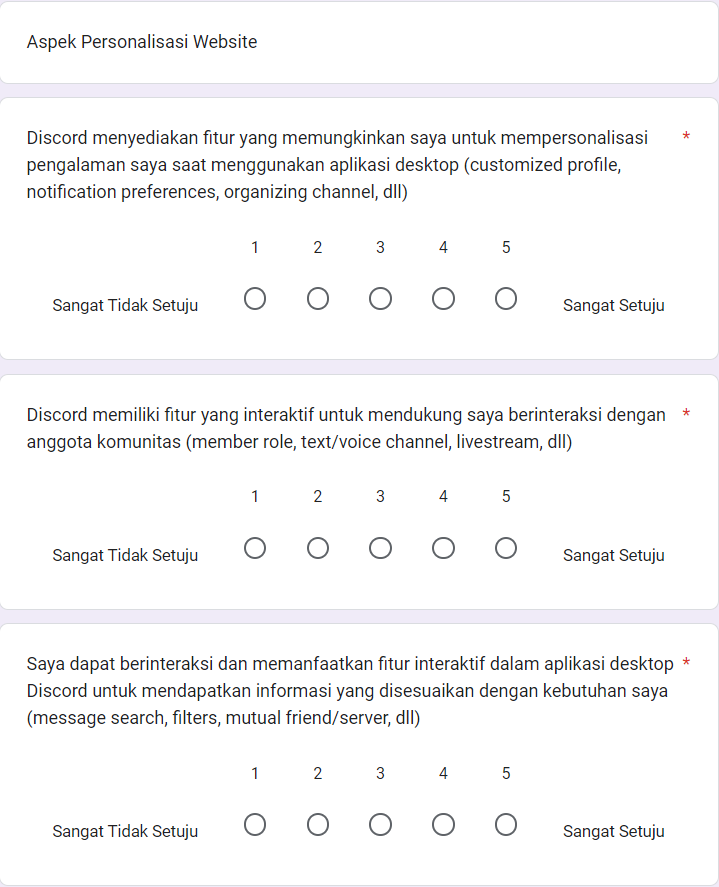 Aspek Personalisasi Website
Discord menyediakan fitur yang memungkinkan saya untuk mempersonalisasi *
pengalaman saya saat menggunakan aplikasi desktop (customized profile,
notification preferences, organizing channel, dll)
1 2 3 4 5
Sangat Tidak Setuju Sangat Setuju
Discord memiliki fitur yang interaktif untuk mendukung saya berinteraksi dengan *
anggota komunitas (member role, text/voice channel, livestream, dll)
1 2 3 4 5
Sangat Tidak Setuju Sangat Setuju
Saya dapat berinteraksi dan memanfaatkan fitur interaktif dalam aplikasi desktop *
Discord untuk mendapatkan informasi yang disesuaikan dengan kebutuhan saya
(message search, filters, mutual friend/server, dll)
1 2 3 4 5
Sangat Tidak Setuju Sangat Setuju